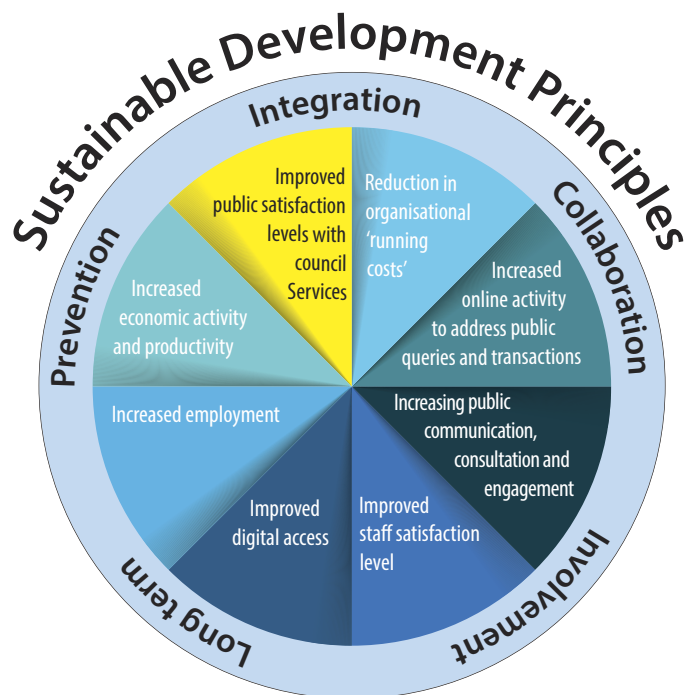 Sustainable Development Principles
Integration
Collaboration
Involvement
Long term
Prevention
Reduction in
organisational
‘running
costs’
Increased
online activity
to address public
queries and transactions
Increasing public
communication,
consultation and
engagement
Improved
staff satisfaction
level
Improved
digital access
Increased employment
Increased
economic activity
and productivity
Improved
public satisfaction
levels with
council
Services